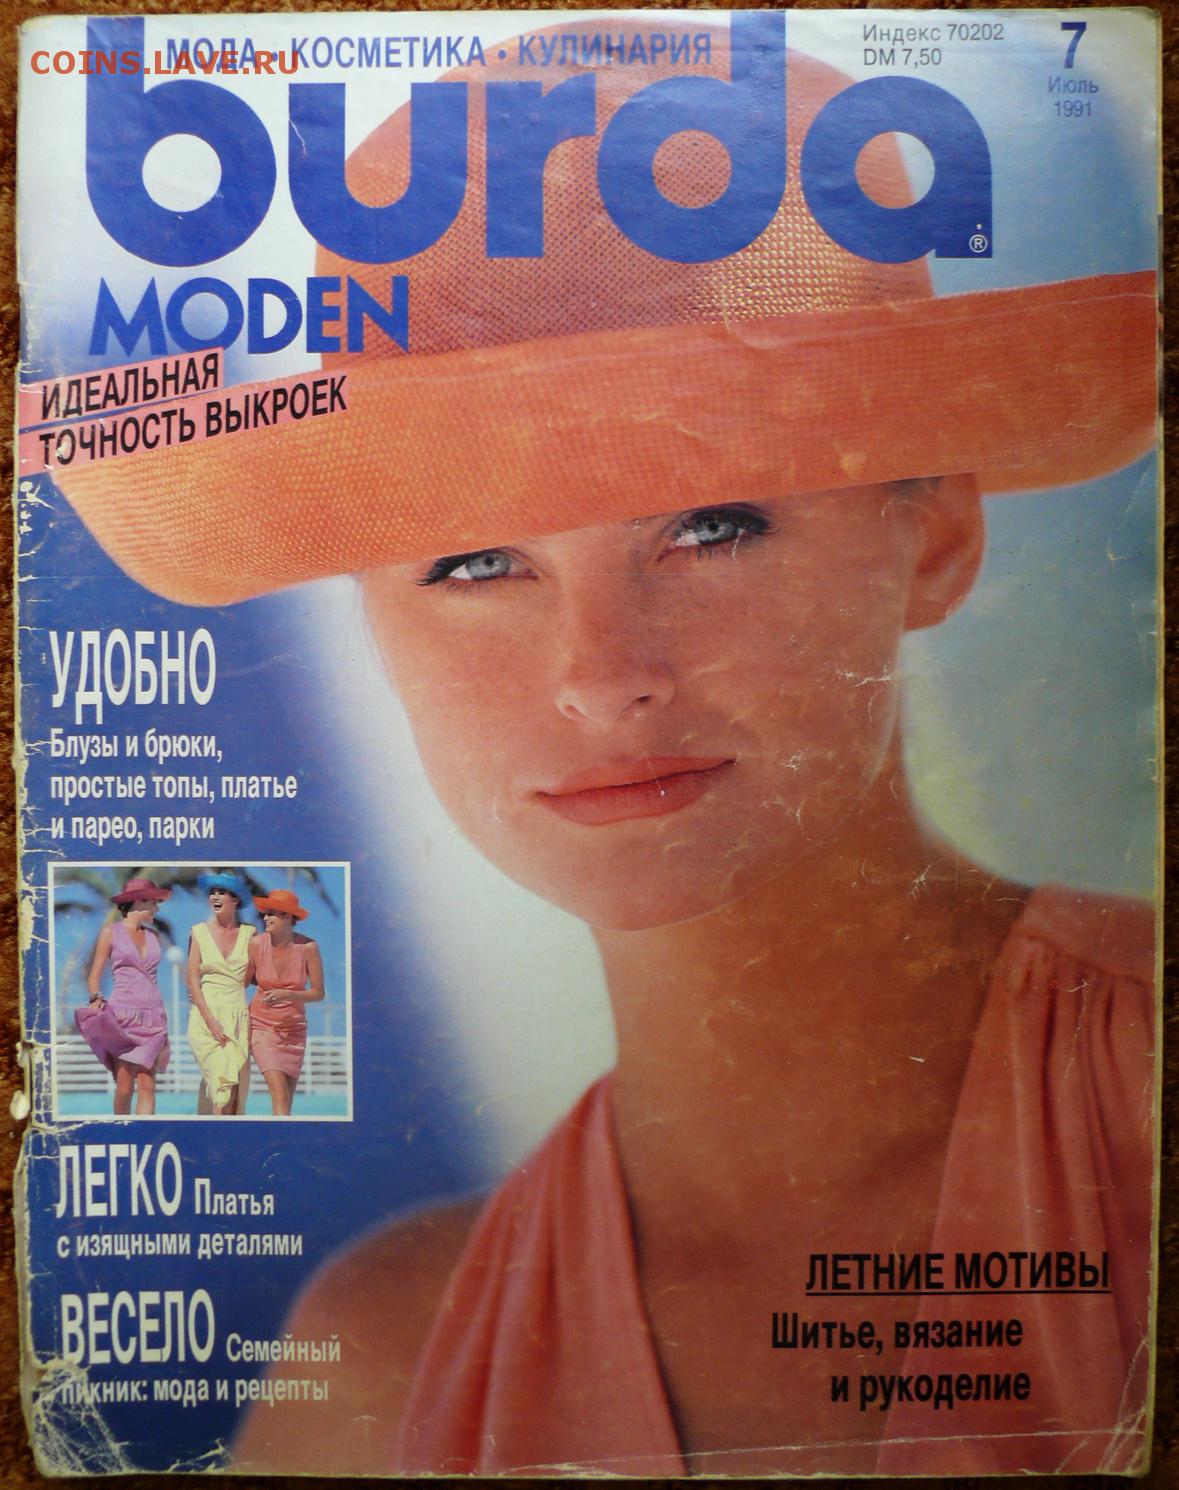 COINS.LAVE.RU
МОДА • КОСМЕТИКА • КУЛИНАРИЯ
Индекс 70202
DM 7,50
7
Июль
1991
burda
®
MODEN
ИДЕАЛЬНАЯ
ТОЧНОСТЬ ВЫКРОЕК
УДОБНО
Блузы и брюки,
простые топы, платье
и парео, парки
ЛЕГКО Платья
с изящными деталями
ВЕСЕЛО Семейный
пикник: мода и рецепты
ЛЕТНИЕ МОТИВЫ
Шитье, вязание
и рукоделие